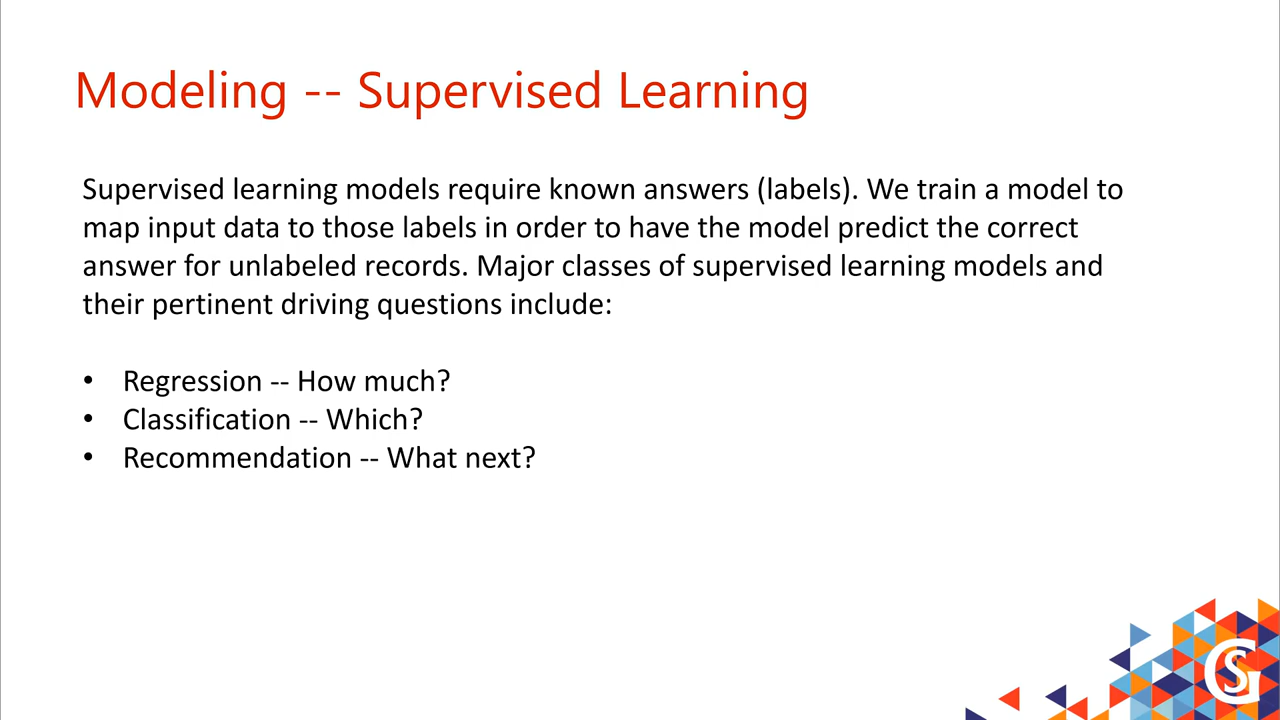 Modeling -- Supervised Learning
Supervised learning models require known answers (labels). We train a model to
map input data to those labels in order to have the model predict the correct
answer for unlabeled records. Major classes of supervised learning models and
their pertinent driving questions include:
• Regression -- How much?
• Classification -- Which?
• Recommendation -- What next?
GS